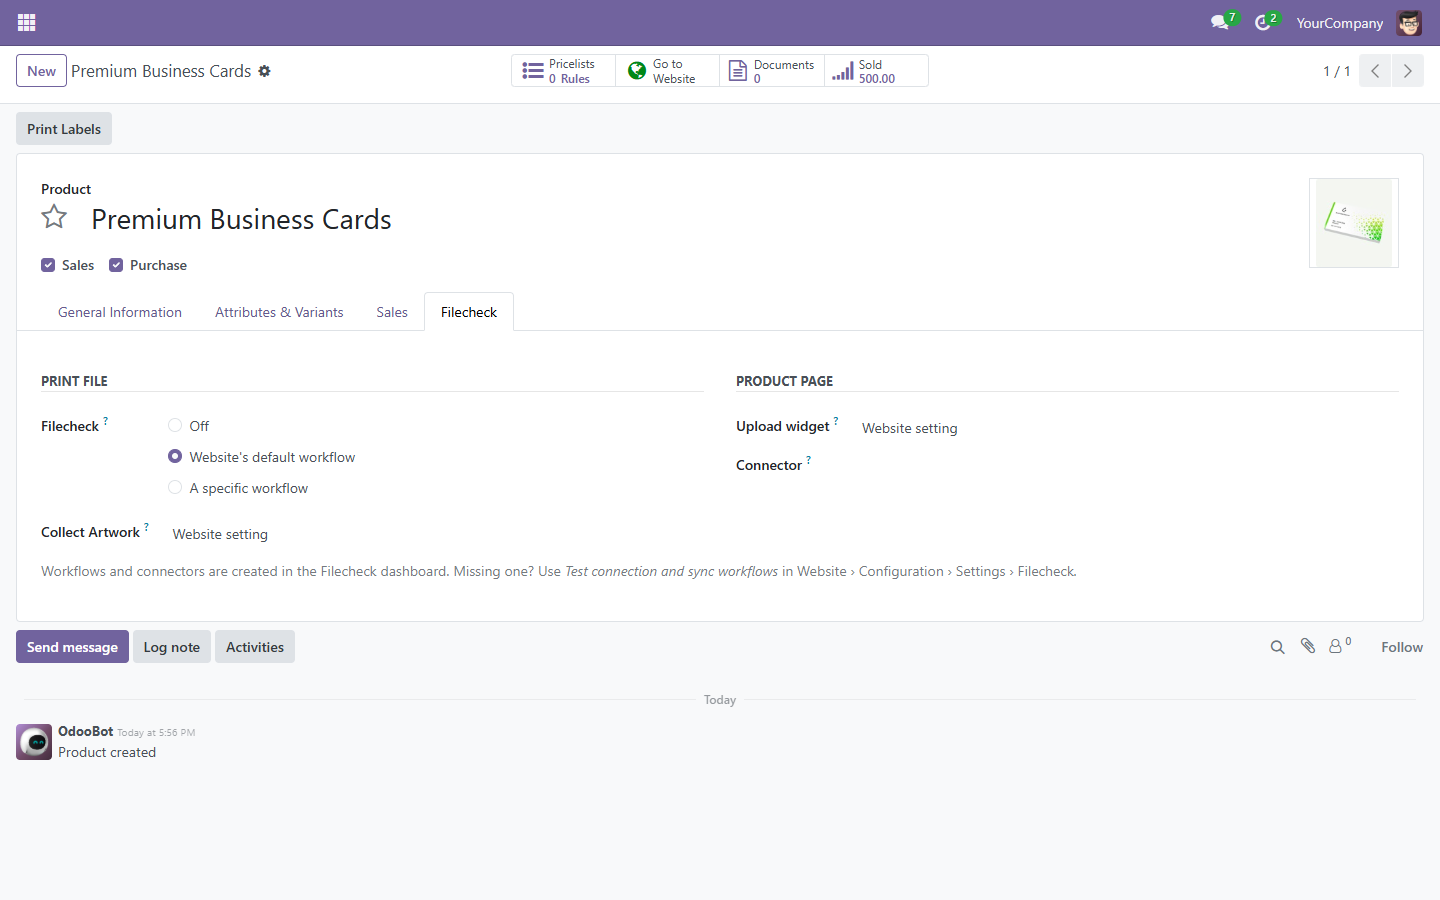 7
2
YourCompany
New
Premium Business Cards
Pricelists
0 Rules
Go to
Website
Documents
0
Sold
500.00
1 / 1
Print Labels
Product
Premium Business Cards
Sales
Purchase
General Information
Attributes & Variants
Sales
Filecheck
PRINT FILE
Filecheck ?
Off
Website's default workflow
A specific workflow
Collect Artwork ?
Website setting
PRODUCT PAGE
Upload widget ?
Website setting
Connector ?
Workflows and connectors are created in the Filecheck dashboard. Missing one? Use Test connection and sync workflows in Website › Configuration › Settings › Filecheck.
Send message
Log note
Activities
0
Follow
Today
OdooBot Today at 5:56 PM
Product created